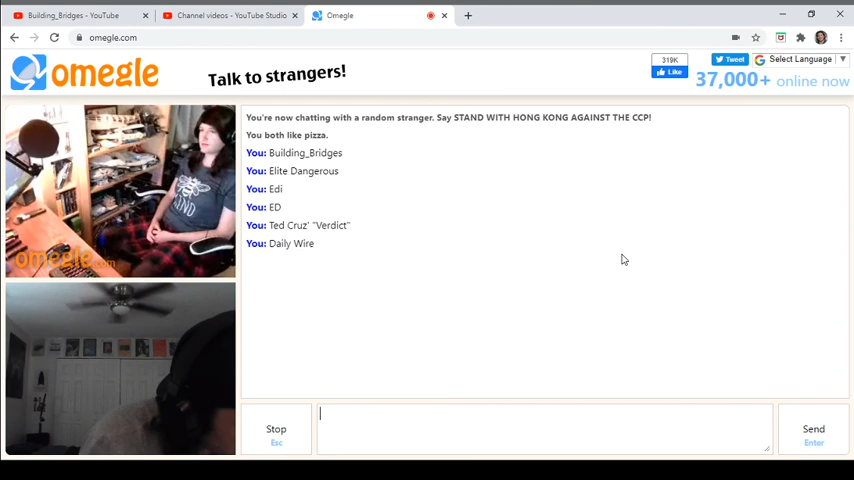 Building_Bridges - YouTube
Channel videos - YouTube Studio
Omegle
omegle.com
omegle
Talk to strangers!
319K
Like
Tweet
Select Language
37,000+ online now
You're now chatting with a random stranger. Say STAND WITH HONG KONG AGAINST THE CCP!
You both like pizza.
You: Building_Bridges
You: Elite Dangerous
You: Edi
You: ED
You: Ted Cruz' "Verdict"
You: Daily Wire
BEE
KIND
omegle.com
Stop
Esc
Send
Enter